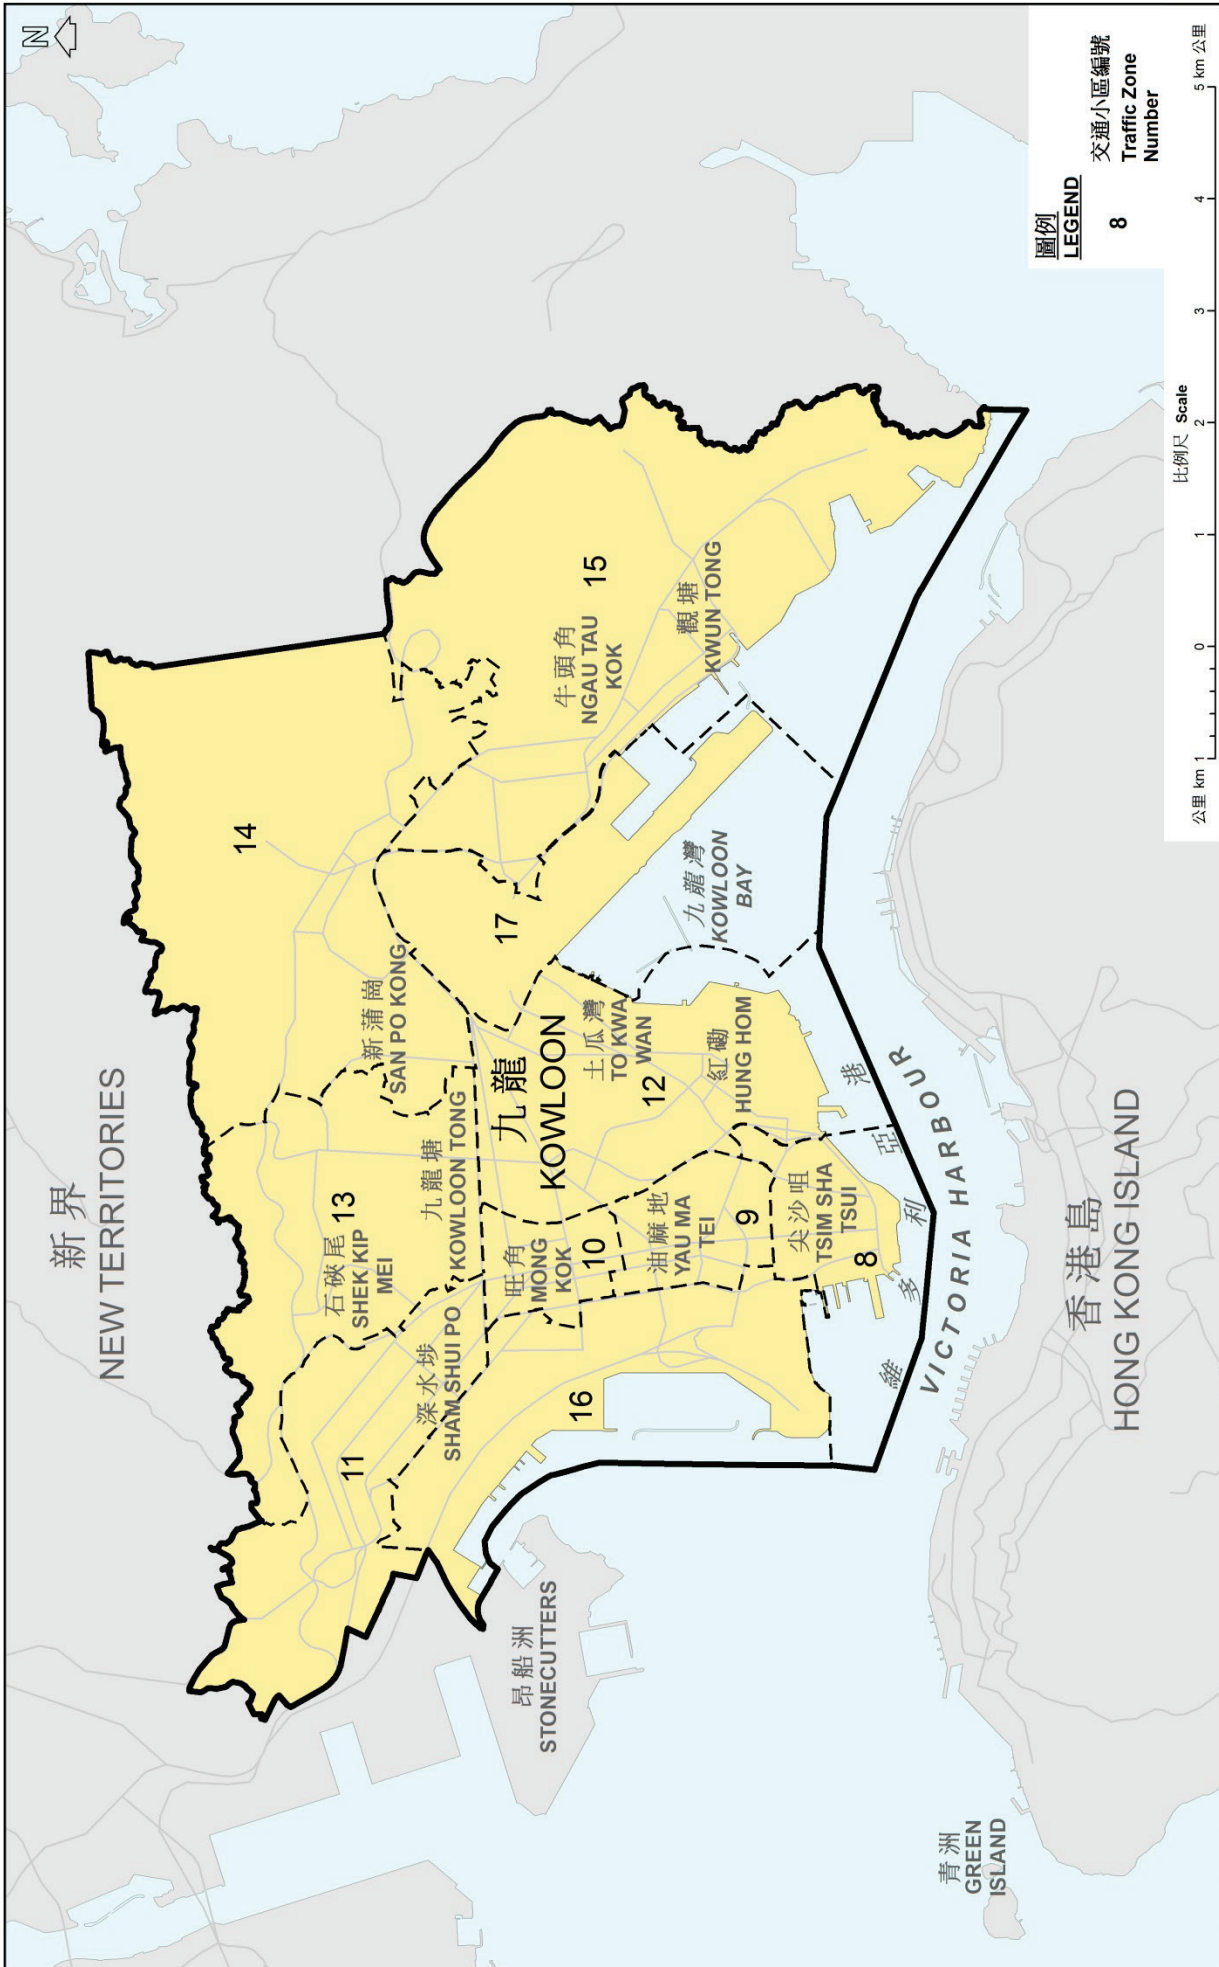 N
新界
NEW TERRITORIES
14
石硤尾
SHEK KIP
MEI
13
新蒲崗
SAN PO KONG
九龍塘
KOWLOON TONG
11
深水埗
SHAM SHUI PO
17
九龍
KOWLOON
牛頭角
NGAU TAU
KOK
15
旺角
MONG
KOK
10
16
土瓜灣
TO KWA
WAN
12
昂船洲
STONECUTTERS
油麻地
YAU MA
TEI
9
紅磡
HUNG HOM
九龍灣
KOWLOON
BAY
觀塘
KWUN TONG
尖沙咀
TSIM SHA
TSUI
8
維多利亞港
VICTORIA HARBOUR
青洲
GREEN
ISLAND
香港島
HONG KONG ISLAND
圖例
LEGEND
8
交通小區編號
Traffic Zone
Number
比例尺 Scale
公里 km 1 0 1 2 3 4 5 km 公里